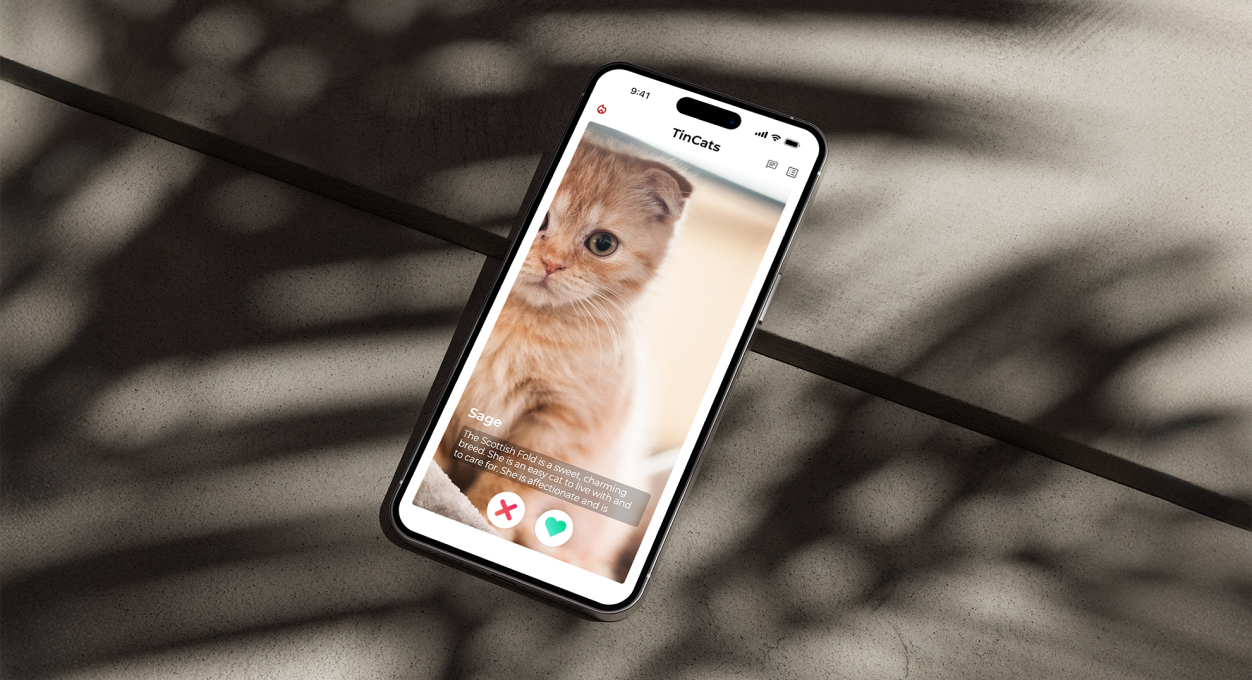 9:41
TinCats
Sage
The Scottish Fold is a sweet, charming
breed. She is an easy cat to live with and
to care for. She is affectionate and is